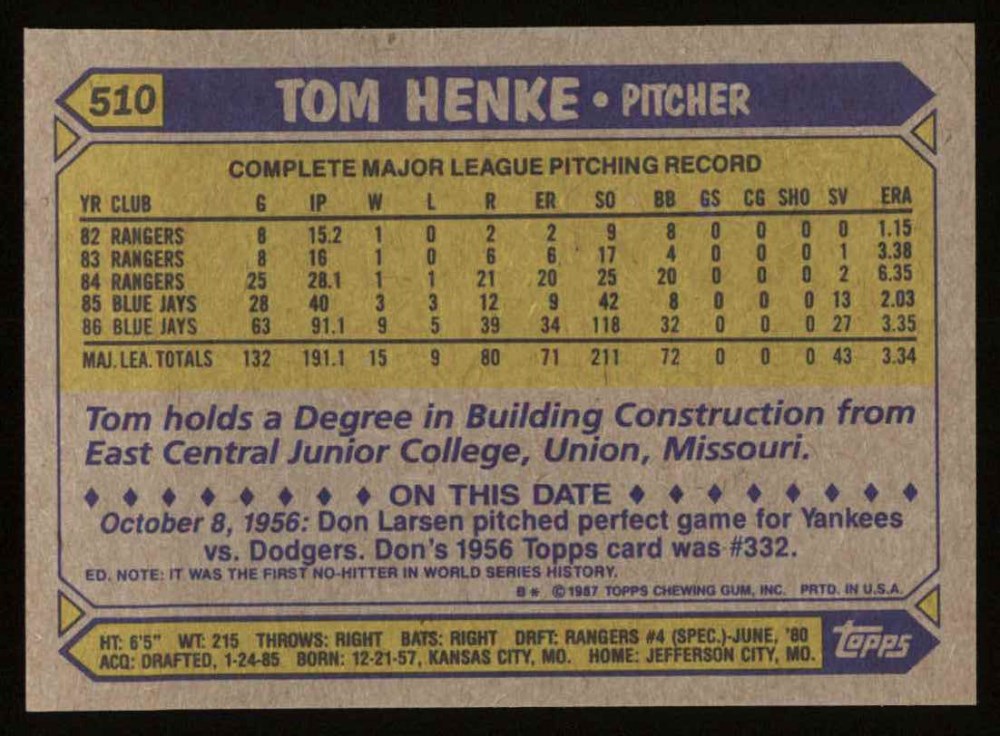 510 TOM HENKE • PITCHER
COMPLETE MAJOR LEAGUE PITCHING RECORD
YR CLUB G IP W L R ER SO BB GS CG SHO SV ERA
82 RANGERS 8 15.2 1 0 2 2 9 8 0 0 0 0 1.15
83 RANGERS 8 16 1 0 6 6 17 4 0 0 0 1 3.38
84 RANGERS 25 28.1 1 1 21 20 25 20 0 0 0 2 6.35
85 BLUE JAYS 28 40 3 3 12 9 42 8 0 0 0 13 2.03
86 BLUE JAYS 63 91.1 9 5 39 34 118 32 0 0 0 27 3.35
MAJ. LEA. TOTALS 132 191.1 15 9 80 71 211 72 0 0 0 43 3.34
Tom holds a Degree in Building Construction from
East Central Junior College, Union, Missouri.
♦ ♦ ♦ ♦ ♦ ♦ ♦ ♦ ON THIS DATE ♦ ♦ ♦ ♦ ♦ ♦ ♦ ♦
October 8, 1956: Don Larsen pitched perfect game for Yankees
vs. Dodgers. Don's 1956 Topps card was #332.
ED. NOTE: IT WAS THE FIRST NO-HITTER IN WORLD SERIES HISTORY.
B* © 1987 TOPPS CHEWING GUM, INC. PRTD. IN U.S.A.
HT: 6'5" WT: 215 THROWS: RIGHT BATS: RIGHT DRFT: RANGERS #4 (SPEC.)-JUNE, '80
ACQ: DRAFTED, 1-24-85 BORN: 12-21-57, KANSAS CITY, MO. HOME: JEFFERSON CITY, MO.
Topps